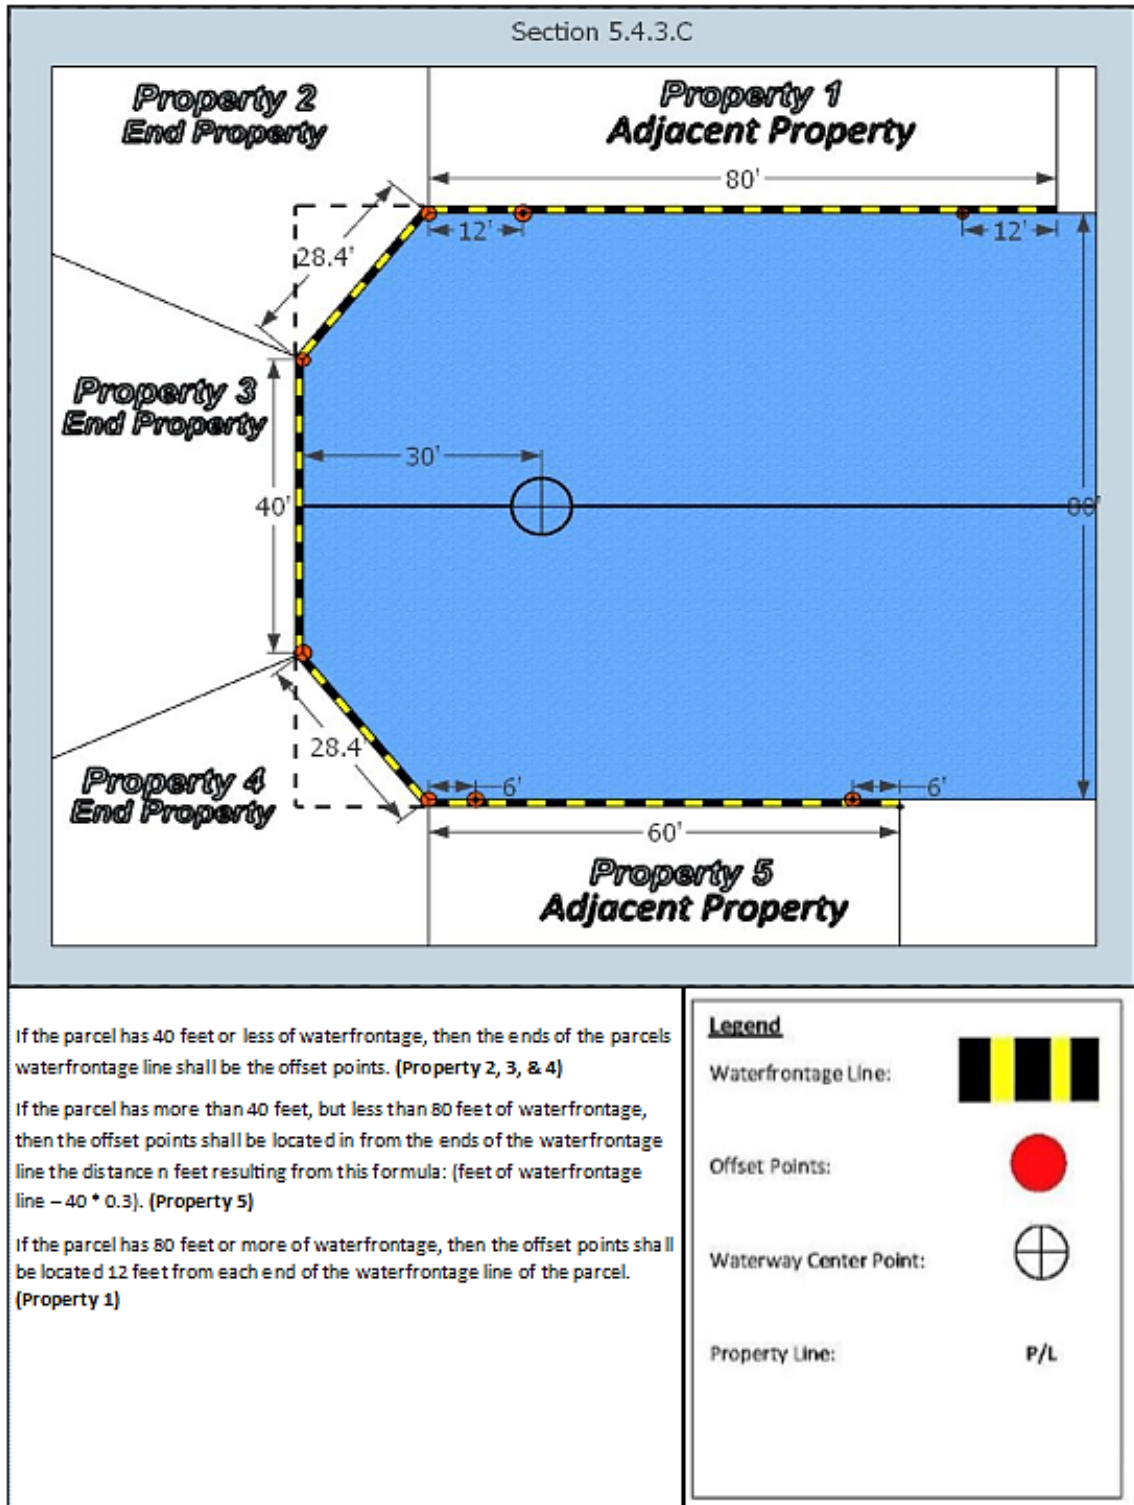 Section 5.4.3.C
Property 2
End Property
Property 1
Adjacent Property
80'
12'
12'
28.4'
Property 3
End Property
30'
40'
80'
28.4'
Property 4
End Property
6'
6'
60'
Property 5
Adjacent Property
If the parcel has 40 feet or less of waterfrontage, then the ends of the parcels
waterfrontage line shall be the offset points. (Property 2, 3, & 4)
If the parcel has more than 40 feet, but less than 80 feet of waterfrontage,
then the offset points shall be located in from the ends of the waterfrontage
line the distance n feet resulting from this formula: (feet of waterfrontage
line – 40 * 0.3). (Property 5)
If the parcel has 80 feet or more of waterfrontage, then the offset points shall
be located 12 feet from each end of the waterfrontage line of the parcel.
(Property 1)
Legend
Waterfrontage Line:
Offset Points:
Waterway Center Point:
Property Line:
P/L